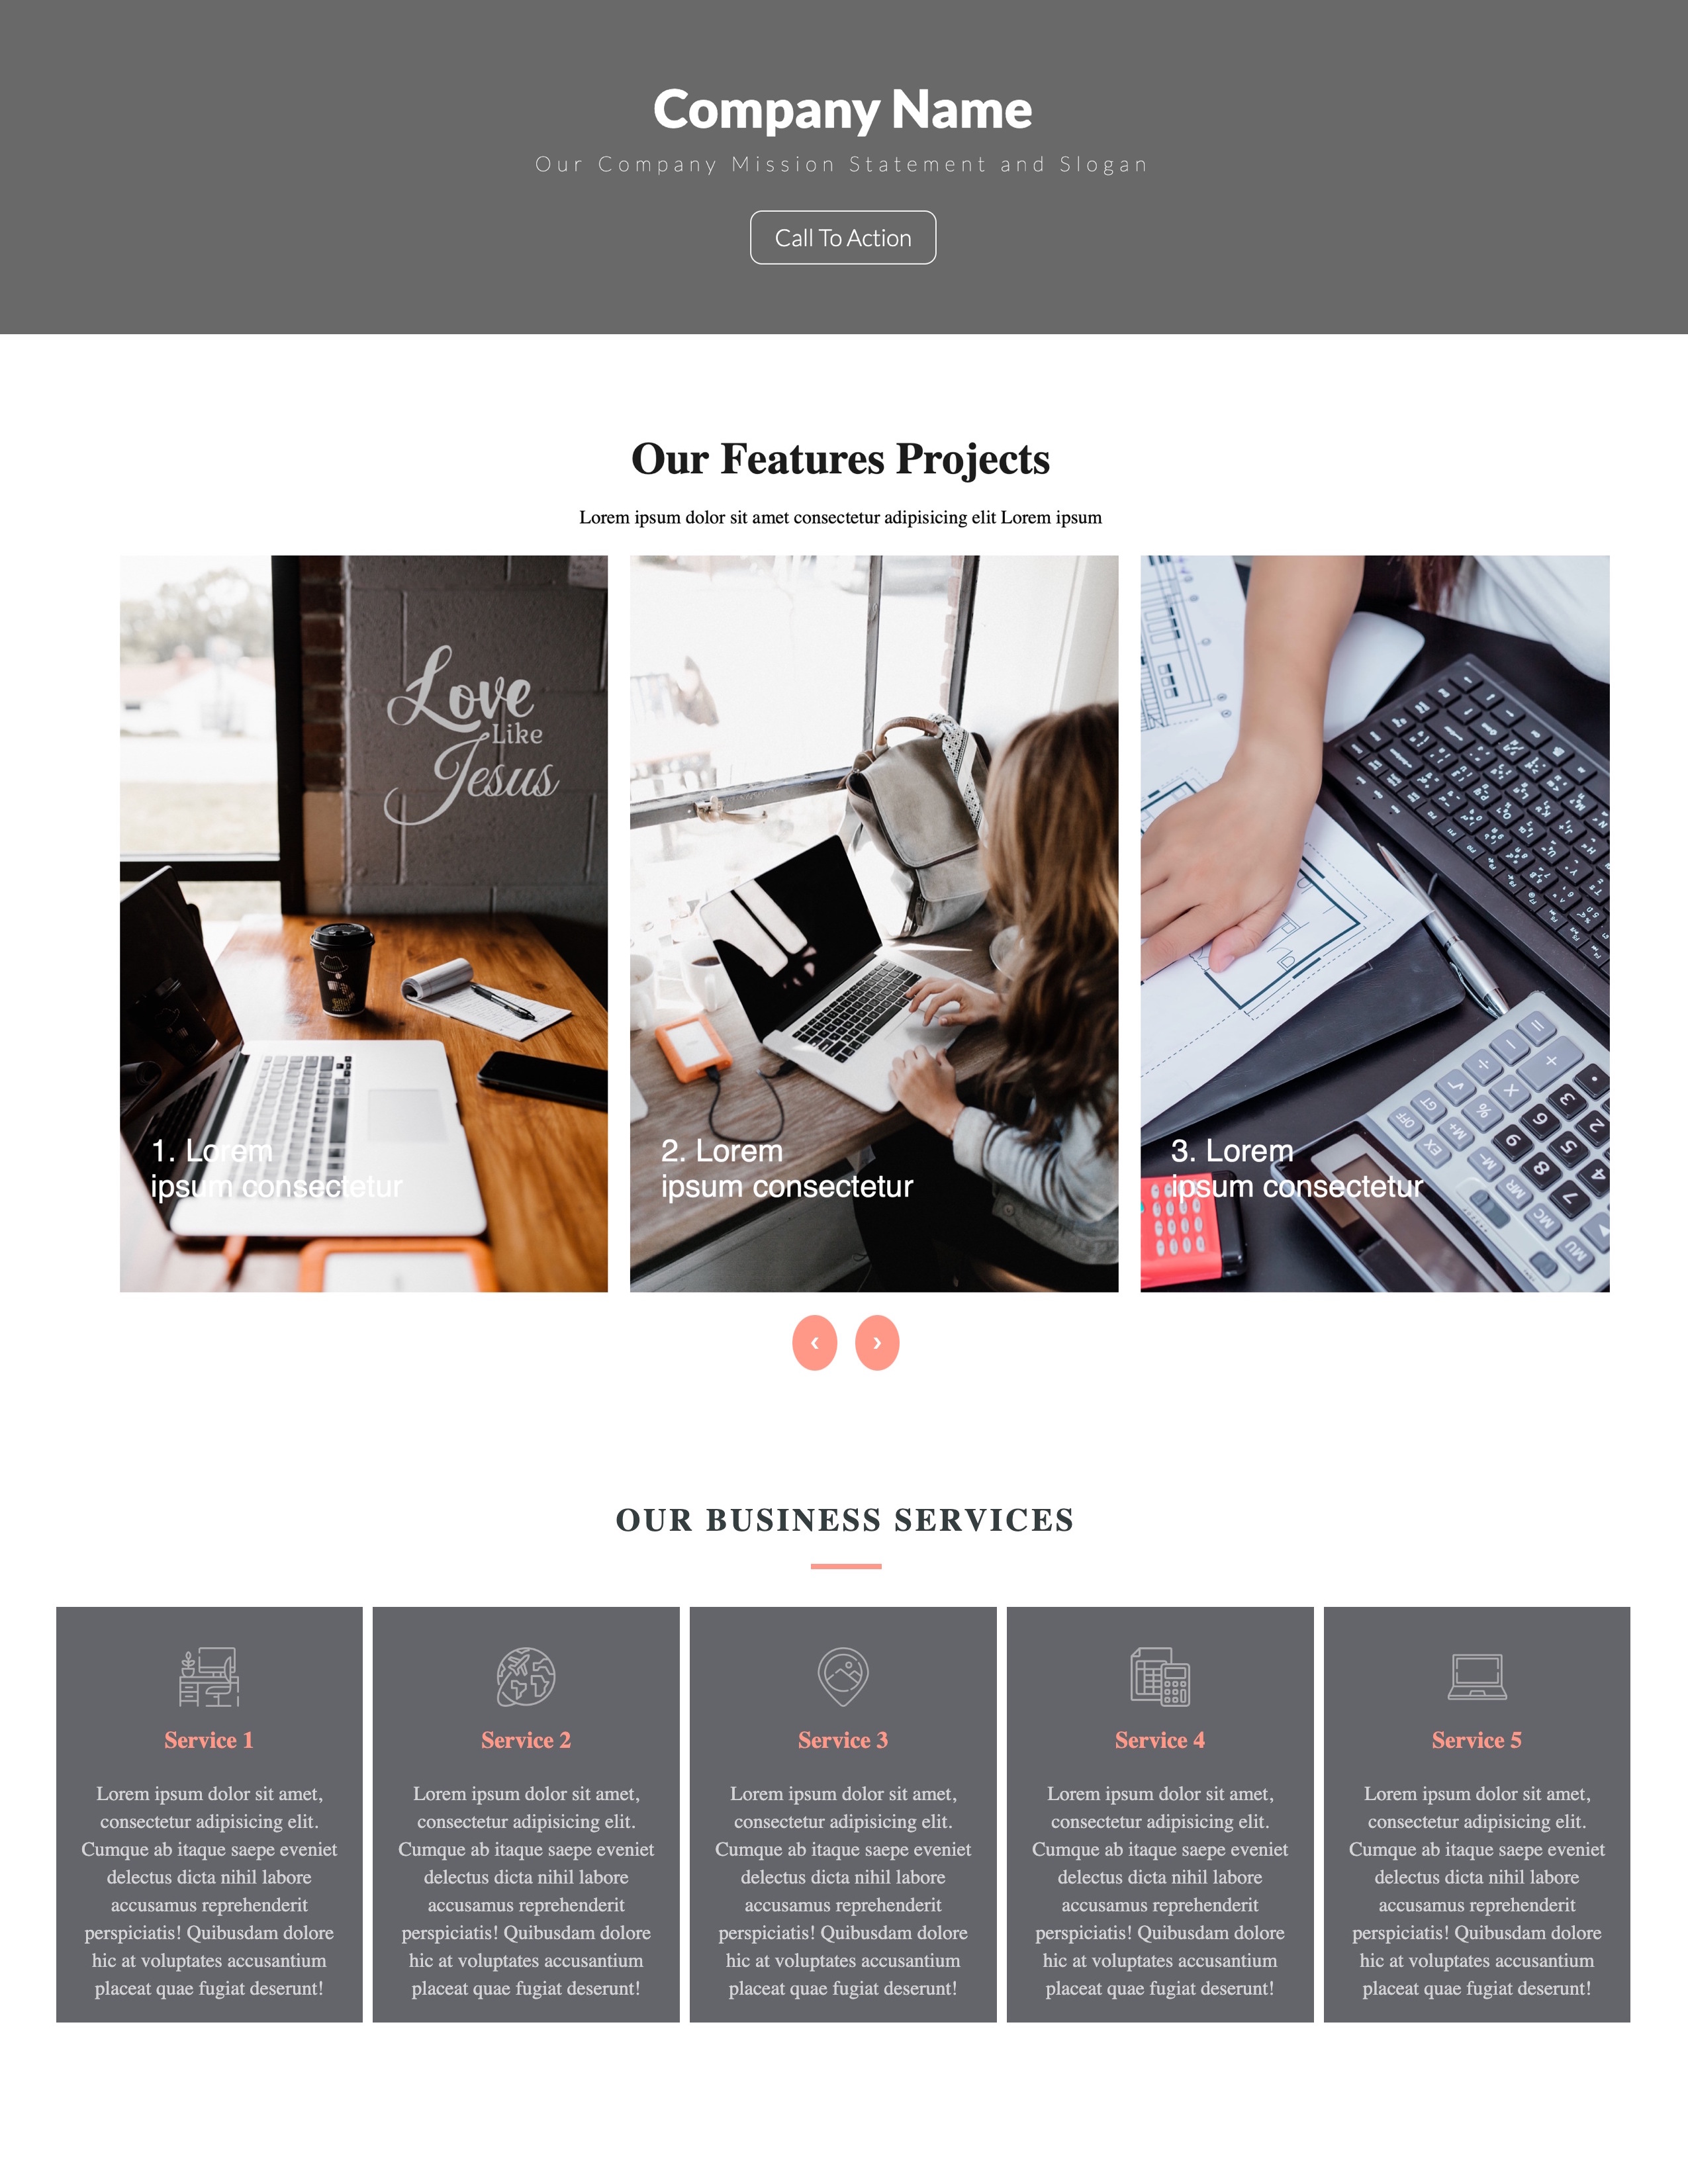 Company Name
Our Company Mission Statement and Slogan
Call To Action
Our Features Projects
Lorem ipsum dolor sit amet consectetur adipisicing elit Lorem ipsum
Love
Like
Jesus
1. Lorem
ipsum consectetur
2. Lorem
ipsum consectetur
3. Lorem
ipsum consectetur
‹ ›
OUR BUSINESS SERVICES
Service 1
Lorem ipsum dolor sit amet,
consectetur adipisicing elit.
Cumque ab itaque saepe eveniet
delectus dicta nihil labore
accusamus reprehenderit
perspiciatis! Quibusdam dolore
hic at voluptates accusantium
placeat quae fugiat deserunt!
Service 2
Lorem ipsum dolor sit amet,
consectetur adipisicing elit.
Cumque ab itaque saepe eveniet
delectus dicta nihil labore
accusamus reprehenderit
perspiciatis! Quibusdam dolore
hic at voluptates accusantium
placeat quae fugiat deserunt!
Service 3
Lorem ipsum dolor sit amet,
consectetur adipisicing elit.
Cumque ab itaque saepe eveniet
delectus dicta nihil labore
accusamus reprehenderit
perspiciatis! Quibusdam dolore
hic at voluptates accusantium
placeat quae fugiat deserunt!
Service 4
Lorem ipsum dolor sit amet,
consectetur adipisicing elit.
Cumque ab itaque saepe eveniet
delectus dicta nihil labore
accusamus reprehenderit
perspiciatis! Quibusdam dolore
hic at voluptates accusantium
placeat quae fugiat deserunt!
Service 5
Lorem ipsum dolor sit amet,
consectetur adipisicing elit.
Cumque ab itaque saepe eveniet
delectus dicta nihil labore
accusamus reprehenderit
perspiciatis! Quibusdam dolore
hic at voluptates accusantium
placeat quae fugiat deserunt!